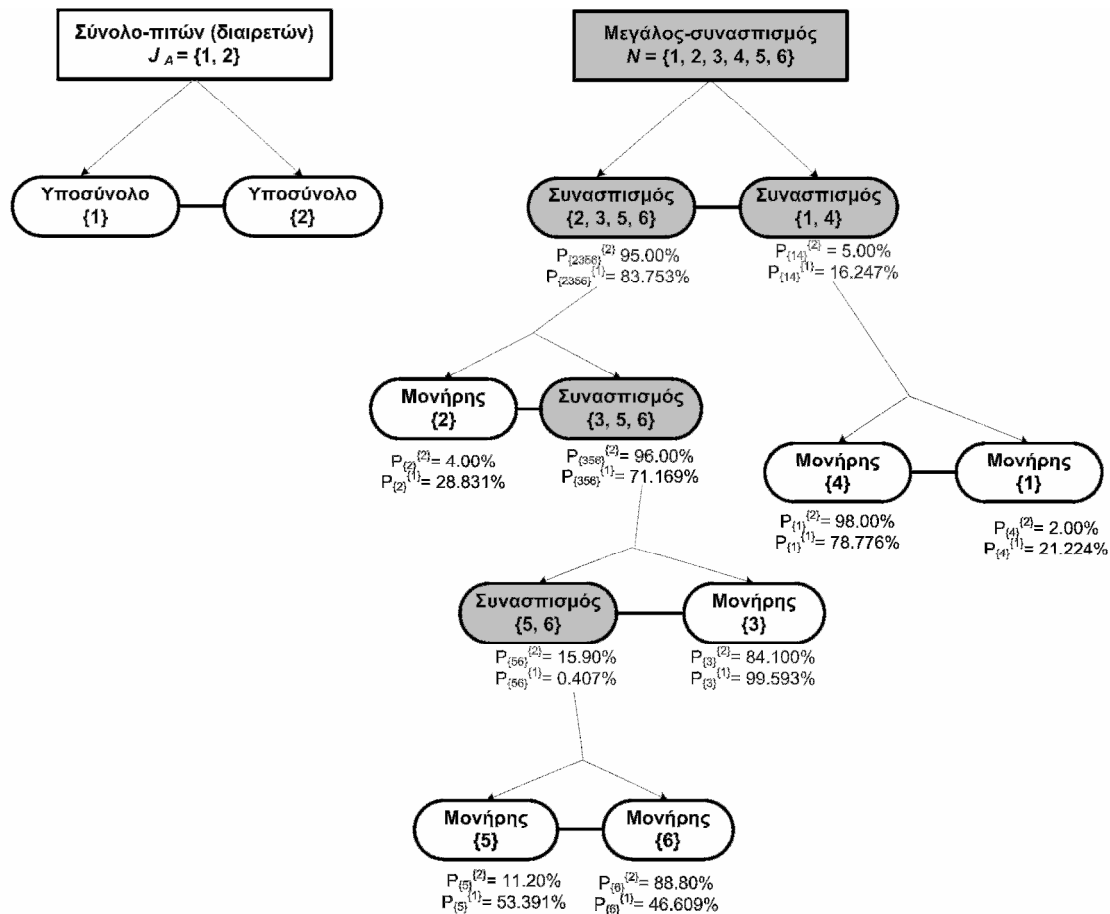 Σύνολο-πιτών (διαιρετών)
J A = {1, 2}
Μεγάλος-συνασπισμός
N = {1, 2, 3, 4, 5, 6}
Υποσύνολο
{1}
Υποσύνολο
{2}
Συνασπισμός
{2, 3, 5, 6}
Συνασπισμός
{1, 4}
P{2356}{2} 95.00%
P{2356}{1}= 83.753%
P{14}{2} = 5.00%
P{14}{1}= 16.247%
Μονήρης
{2}
Συνασπισμός
{3, 5, 6}
P{2}{2}= 4.00%
P{2}{1}= 28.831%
P{356}{2}= 96.00%
P{356}{1}= 71.169%
Μονήρης
{4}
Μονήρης
{1}
P{1}{2}= 98.00%
P{1}{1}= 78.776%
P{4}{2}= 2.00%
P{4}{1}= 21.224%
Συνασπισμός
{5, 6}
Μονήρης
{3}
P{56}{2}= 15.90%
P{56}{1}= 0.407%
P{3}{2}= 84.100%
P{3}{1}= 99.593%
Μονήρης
{5}
Μονήρης
{6}
P{5}{2}= 11.20%
P{5}{1}= 53.391%
P{6}{2}= 88.80%
P{6}{1}= 46.609%